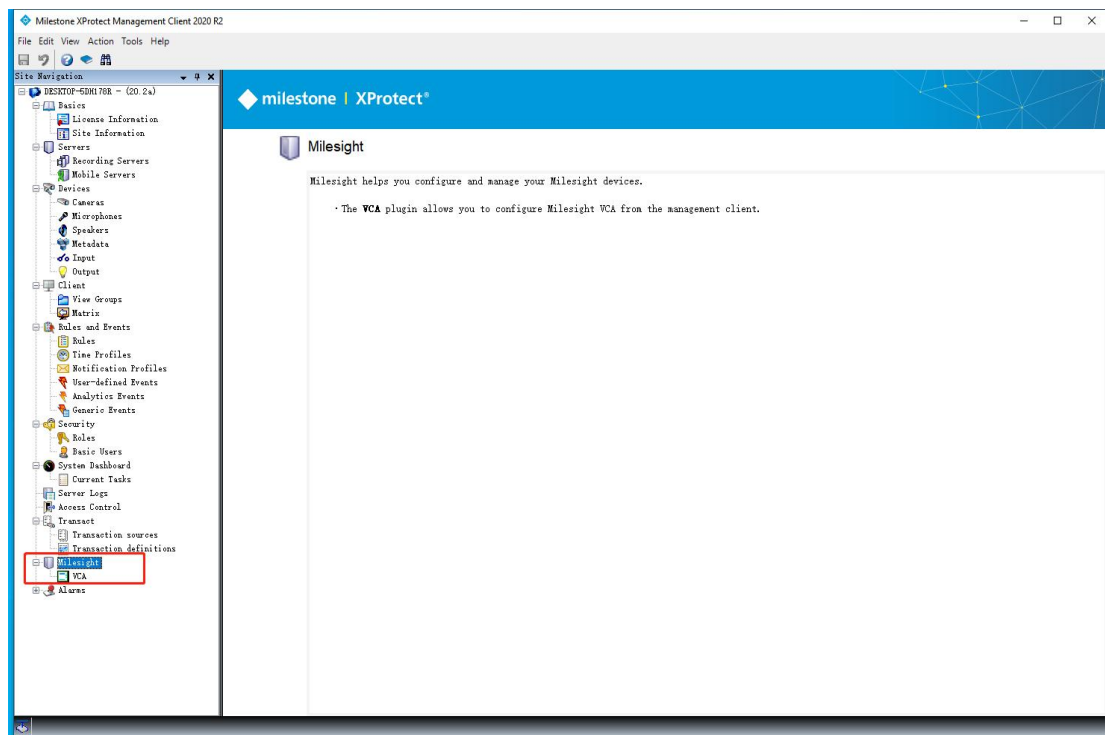 Milestone XProtect Management Client 2020 R2
File Edit View Action Tools Help
Site Navigation
DESKTOP-5DH178R - (20.2a)
Basics
License Information
Site Information
Servers
Recording Servers
Mobile Servers
Devices
Cameras
Microphones
Speakers
Metadata
Input
Output
Client
View Groups
Matrix
Rules and Events
Rules
Time Profiles
Notification Profiles
User-defined Events
Analytics Events
Generic Events
Security
Roles
Basic Users
System Dashboard
Current Tasks
Server Logs
Access Control
Transact
Transaction sources
Transaction definitions
Milesight
VCA
Alarms
milestone | XProtect®
Milesight
Milesight helps you configure and manage your Milesight devices.
· The VCA plugin allows you to configure Milesight VCA from the management client.